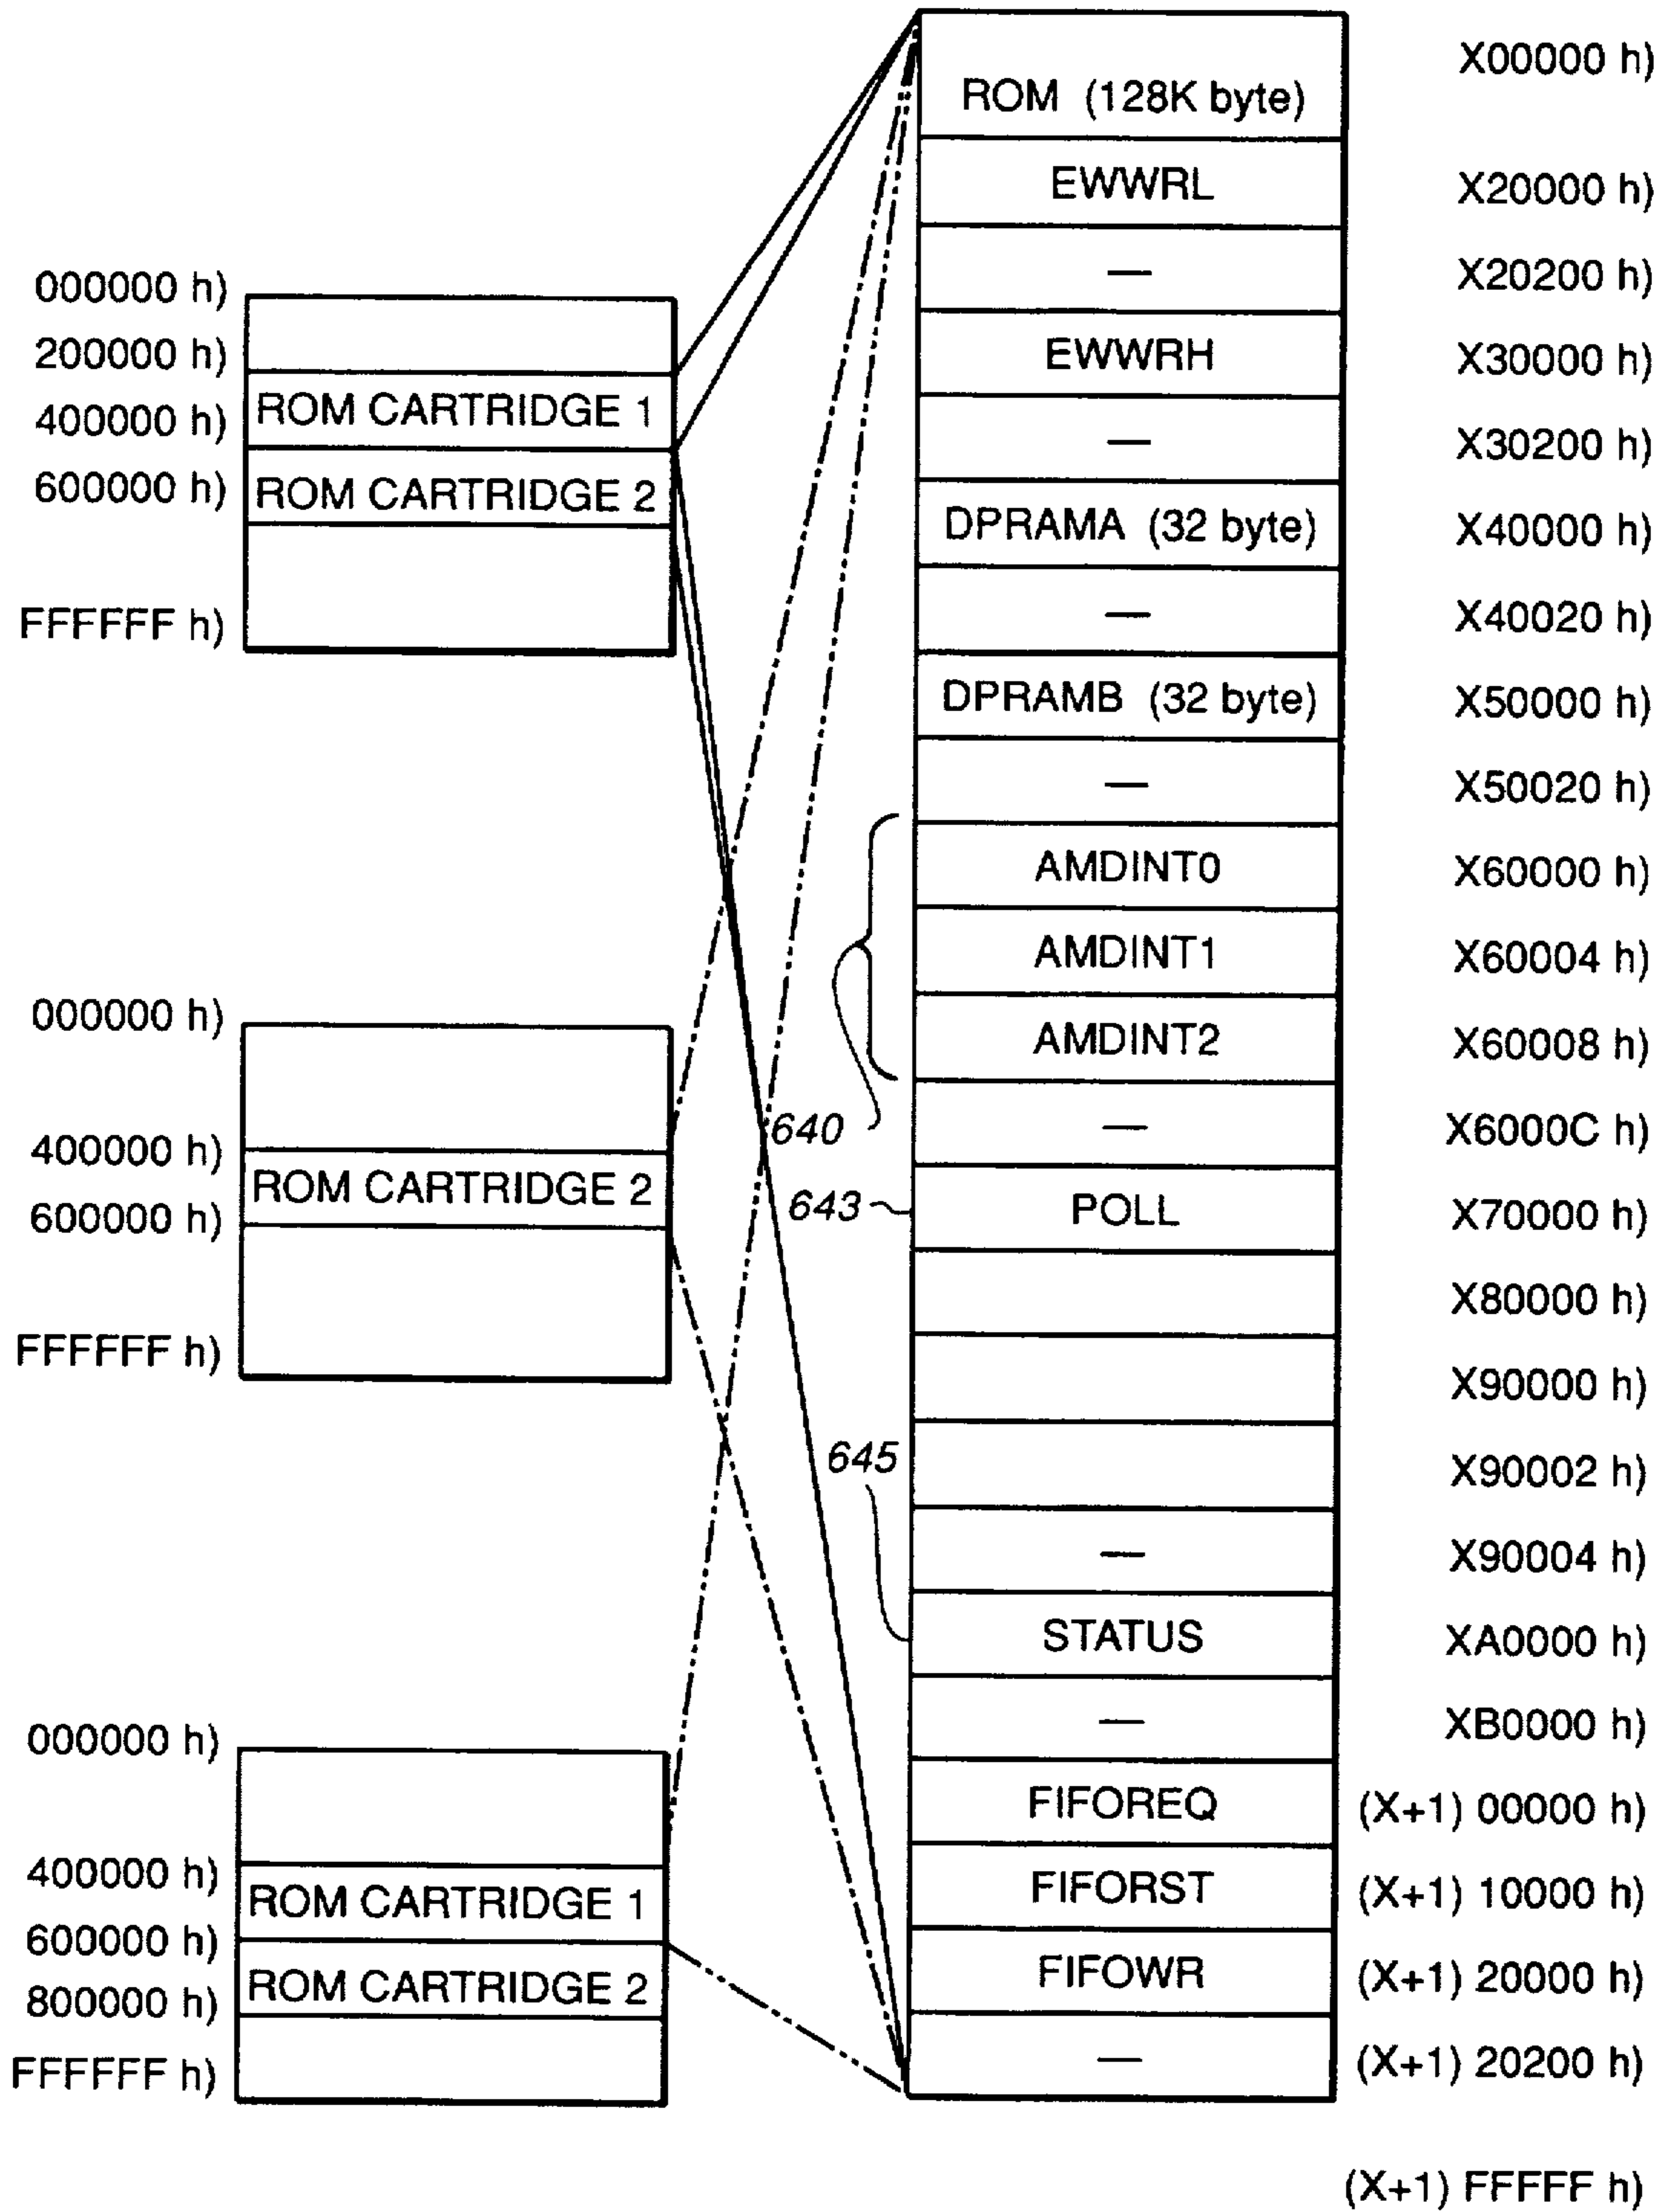 000000 h)
200000 h)
400000 h)
600000 h)
FFFFFF h)
ROM CARTRIDGE 1
ROM CARTRIDGE 2
000000 h)
400000 h)
600000 h)
FFFFFF h)
ROM CARTRIDGE 2
000000 h)
400000 h)
600000 h)
800000 h)
FFFFFF h)
ROM CARTRIDGE 1
ROM CARTRIDGE 2
640
643
645
ROM (128K byte) X00000 h)
EWWRL X20000 h)
— X20200 h)
EWWRH X30000 h)
— X30200 h)
DPRAMA (32 byte) X40000 h)
— X40020 h)
DPRAMB (32 byte) X50000 h)
— X50020 h)
AMDINT0 X60000 h)
AMDINT1 X60004 h)
AMDINT2 X60008 h)
— X6000C h)
POLL X70000 h)
X80000 h)
X90000 h)
X90002 h)
— X90004 h)
STATUS XA0000 h)
— XB0000 h)
FIFOREQ (X+1) 00000 h)
FIFORST (X+1) 10000 h)
FIFOWR (X+1) 20000 h)
— (X+1) 20200 h)
(X+1) FFFFF h)